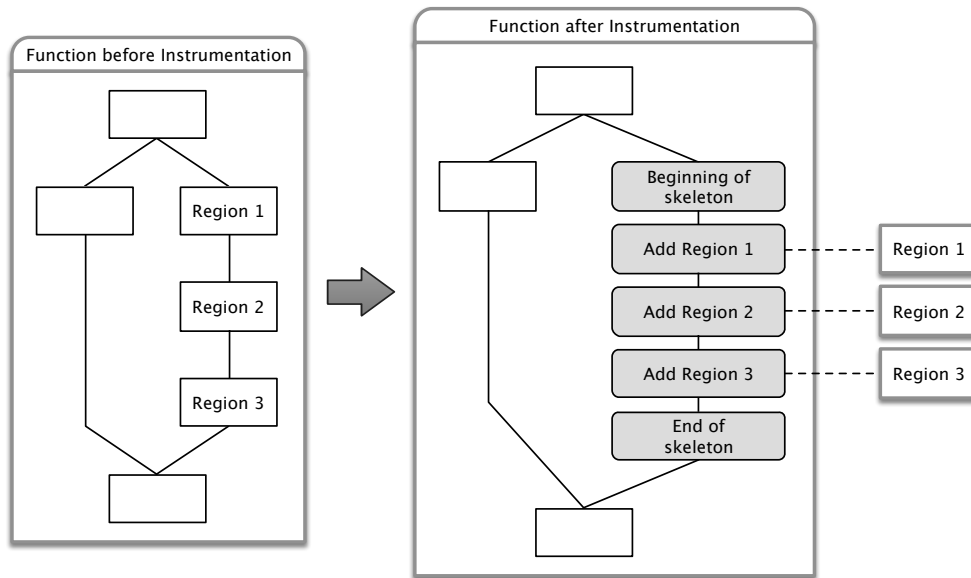 Function before Instrumentation
Region 1
Region 2
Region 3
Function after Instrumentation
Beginning of
skeleton
Add Region 1
Add Region 2
Add Region 3
End of
skeleton
Region 1
Region 2
Region 3